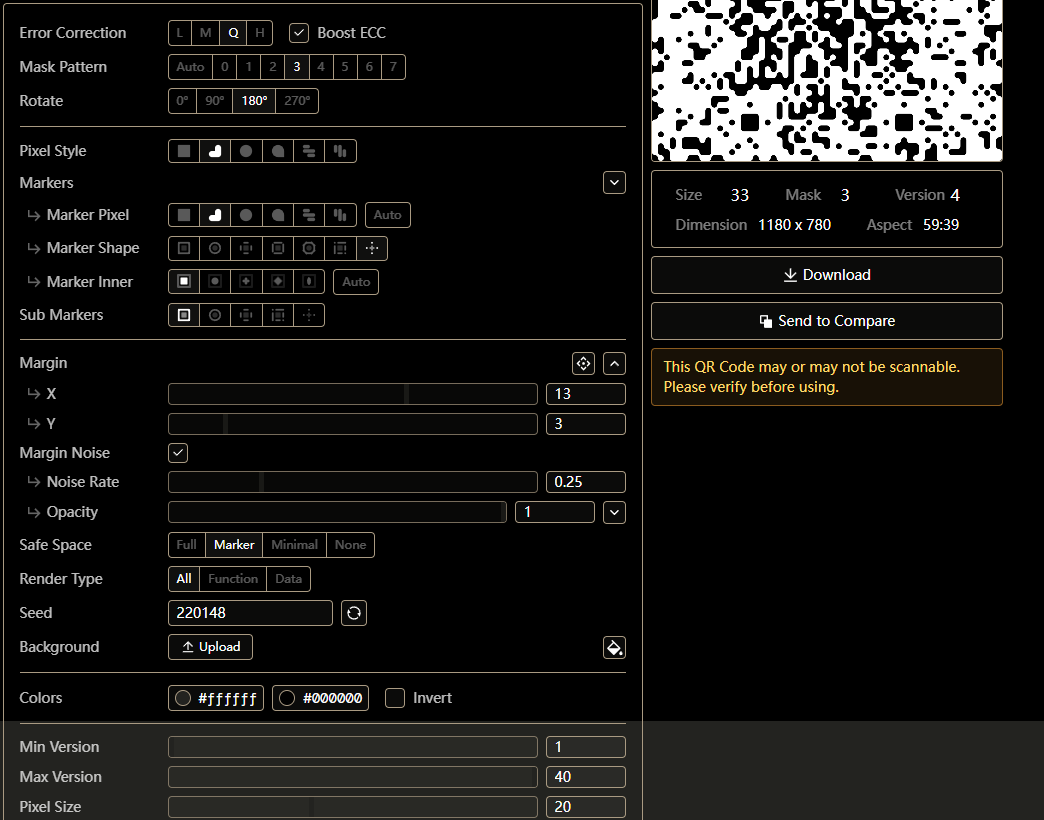 Error Correction L M Q H Boost ECC
Mask Pattern Auto 0 1 2 3 4 5 6 7
Rotate 0° 90° 180° 270°
Pixel Style
Markers
Marker Pixel Auto
Marker Shape
Marker Inner Auto
Sub Markers
Margin
X 13
Y 3
Margin Noise
Noise Rate 0.25
Opacity 1
Safe Space Full Marker Minimal None
Render Type All Function Data
Seed 220148
Background Upload
Colors #ffffff #000000 Invert
Min Version 1
Max Version 40
Pixel Size 20
Size 33 Mask 3 Version 4
Dimension 1180 x 780 Aspect 59:39
Download
Send to Compare
This QR Code may or may not be scannable.
Please verify before using.